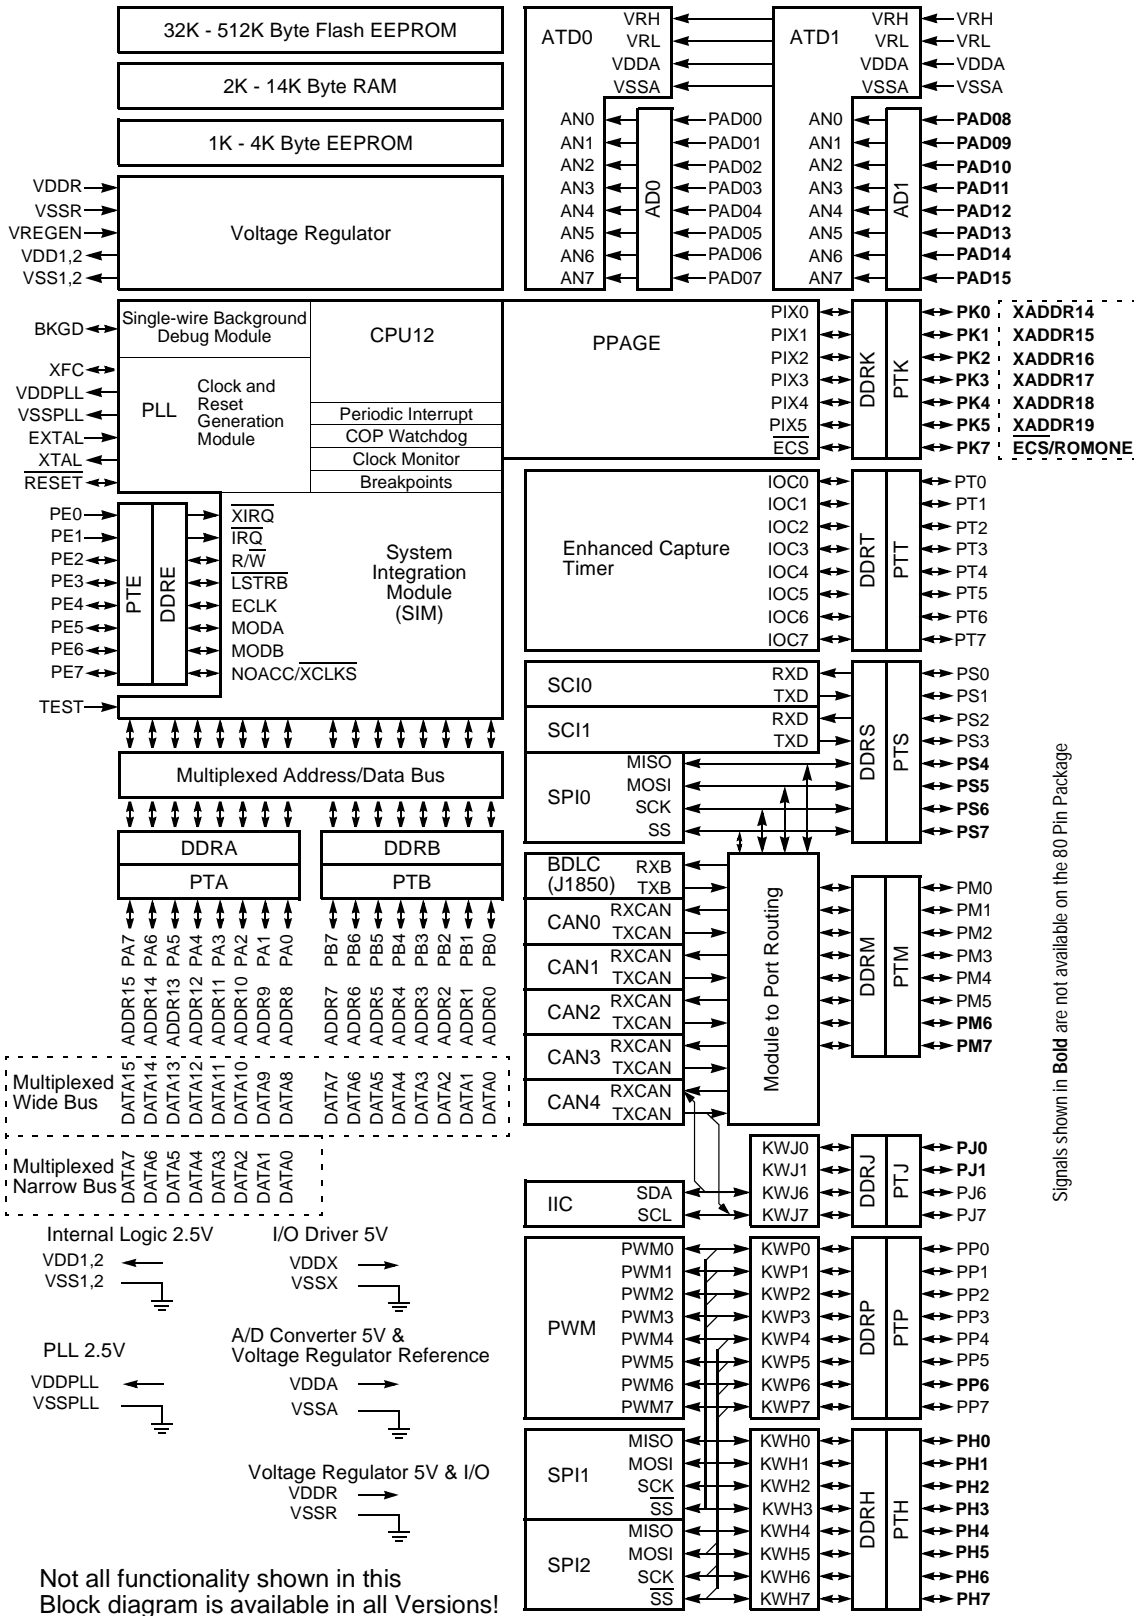 32K - 512K Byte Flash EEPROM
2K - 14K Byte RAM
1K - 4K Byte EEPROM
VDDR
VSSR
VREGEN
VDD1,2
VSS1,2
Voltage Regulator
ATD0
VRH
VRL
VDDA
VSSA
AN0
AN1
AN2
AN3
AN4
AN5
AN6
AN7
AD0
PAD00
PAD01
PAD02
PAD03
PAD04
PAD05
PAD06
PAD07
ATD1
VRH
VRL
VDDA
VSSA
VRH
VRL
VDDA
VSSA
AN0
AN1
AN2
AN3
AN4
AN5
AN6
AN7
AD1
PAD08
PAD09
PAD10
PAD11
PAD12
PAD13
PAD14
PAD15
BKGD
XFC
VDDPLL
VSSPLL
EXTAL
XTAL
RESET
Single-wire Background
Debug Module
CPU12
PLL
Clock and
Reset
Generation
Module
Periodic Interrupt
COP Watchdog
Clock Monitor
Breakpoints
PPAGE
PIX0
PIX1
PIX2
PIX3
PIX4
PIX5
ECS
DDRK
PTK
PK0 XADDR14
PK1 XADDR15
PK2 XADDR16
PK3 XADDR17
PK4 XADDR18
PK5 XADDR19
PK7 ECS/ROMONE
PE0
PE1
PE2
PE3
PE4
PE5
PE6
PE7
TEST
PTE
DDRE
XIRQ
IRQ
R/W
LSTRB
ECLK
MODA
MODB
NOACC/XCLKS
System
Integration
Module
(SIM)
Enhanced Capture
Timer
IOC0
IOC1
IOC2
IOC3
IOC4
IOC5
IOC6
IOC7
DDRT
PTT
PT0
PT1
PT2
PT3
PT4
PT5
PT6
PT7
SCI0
RXD
TXD
SCI1
RXD
TXD
SPI0
MISO
MOSI
SCK
SS
DDRS
PTS
PS0
PS1
PS2
PS3
PS4
PS5
PS6
PS7
Multiplexed Address/Data Bus
DDRA
PTA
DDRB
PTB
PA7
PA6
PA5
PA4
PA3
PA2
PA1
PA0
PB7
PB6
PB5
PB4
PB3
PB2
PB1
PB0
ADDR15
ADDR14
ADDR13
ADDR12
ADDR11
ADDR10
ADDR9
ADDR8
ADDR7
ADDR6
ADDR5
ADDR4
ADDR3
ADDR2
ADDR1
ADDR0
Multiplexed
Wide Bus
DATA15
DATA14
DATA13
DATA12
DATA11
DATA10
DATA9
DATA8
DATA7
DATA6
DATA5
DATA4
DATA3
DATA2
DATA1
DATA0
Multiplexed
Narrow Bus
DATA7
DATA6
DATA5
DATA4
DATA3
DATA2
DATA1
DATA0
BDLC
(J1850)
RXB
TXB
CAN0
RXCAN
TXCAN
CAN1
RXCAN
TXCAN
CAN2
RXCAN
TXCAN
CAN3
RXCAN
TXCAN
CAN4
RXCAN
TXCAN
Module to Port Routing
DDRM
PTM
PM0
PM1
PM2
PM3
PM4
PM5
PM6
PM7
Signals shown in Bold are not available on the 80 Pin Package
IIC
SDA
SCL
KWJ0
KWJ1
KWJ6
KWJ7
DDRJ
PTJ
PJ0
PJ1
PJ6
PJ7
PWM
PWM0
PWM1
PWM2
PWM3
PWM4
PWM5
PWM6
PWM7
KWP0
KWP1
KWP2
KWP3
KWP4
KWP5
KWP6
KWP7
DDRP
PTP
PP0
PP1
PP2
PP3
PP4
PP5
PP6
PP7
SPI1
MISO
MOSI
SCK
SS
SPI2
MISO
MOSI
SCK
SS
KWH0
KWH1
KWH2
KWH3
KWH4
KWH5
KWH6
KWH7
DDRH
PTH
PH0
PH1
PH2
PH3
PH4
PH5
PH6
PH7
Internal Logic 2.5V
VDD1,2
VSS1,2
I/O Driver 5V
VDDX
VSSX
PLL 2.5V
VDDPLL
VSSPLL
A/D Converter 5V &
Voltage Regulator Reference
VDDA
VSSA
Voltage Regulator 5V & I/O
VDDR
VSSR
Not all functionality shown in this
Block diagram is available in all Versions!